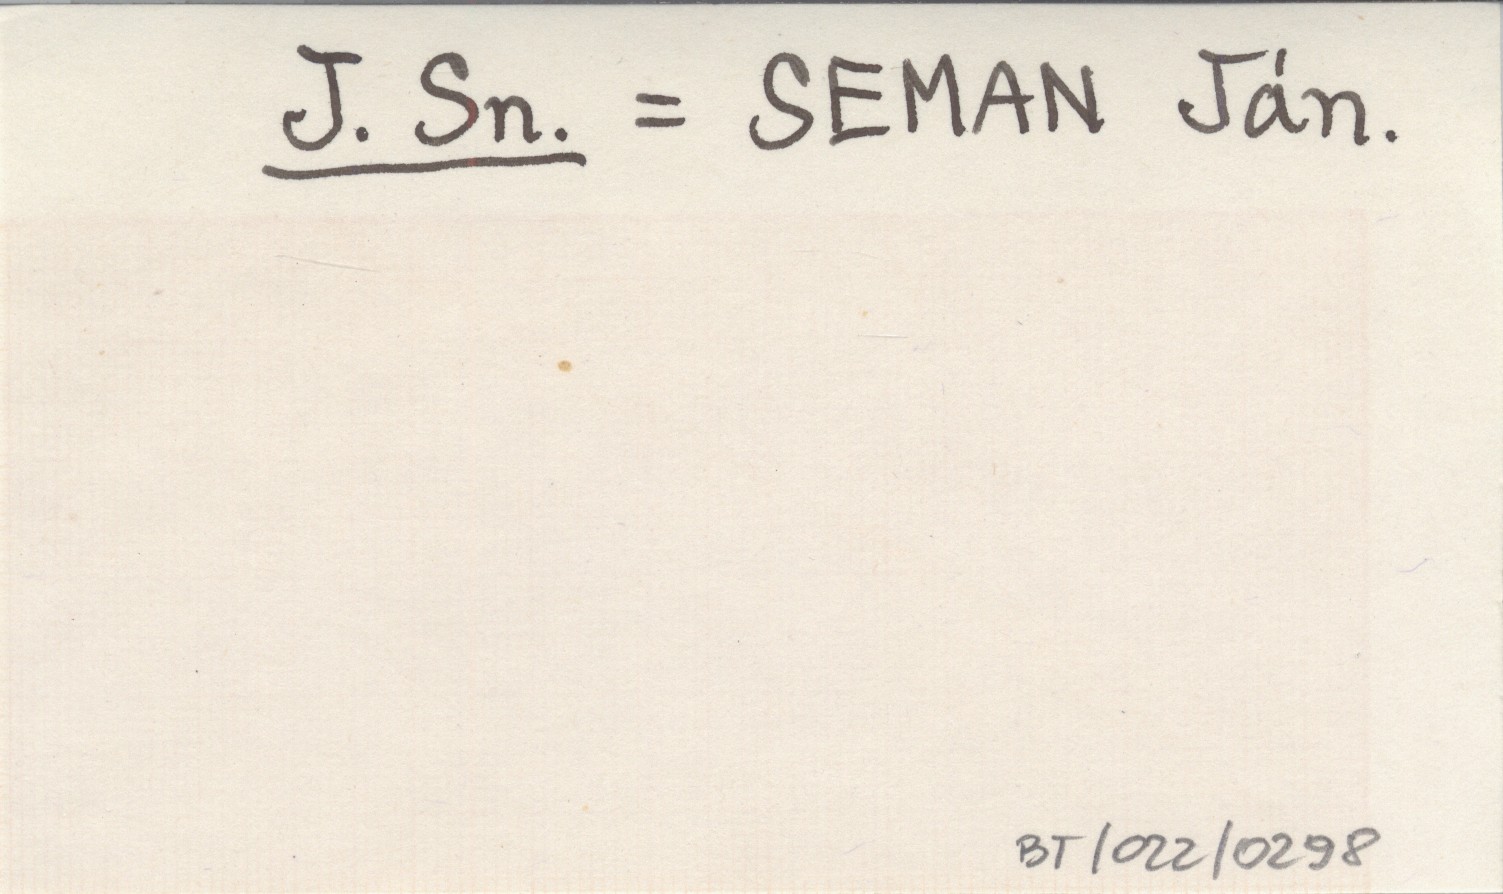 J. Sn. = SEMAN Ján.
BT/022/0298